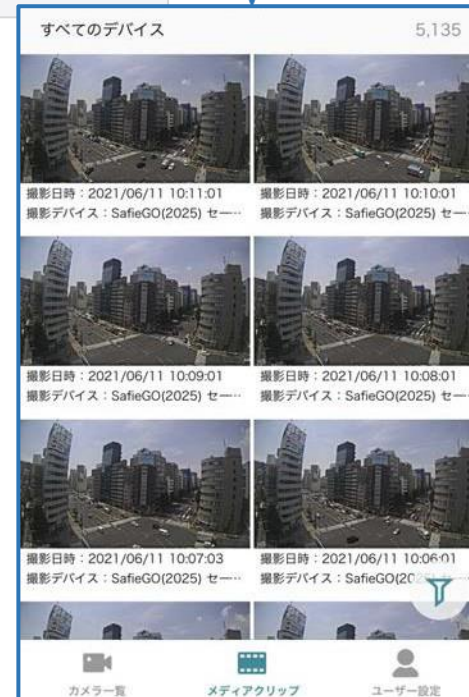 すべてのデバイス 5,135
撮影日時：2021/06/11 10:11:01
撮影デバイス：SafieGO(2025) セー…
撮影日時：2021/06/11 10:10:01
撮影デバイス：SafieGO(2025) セー…
撮影日時：2021/06/11 10:09:01
撮影デバイス：SafieGO(2025) セー…
撮影日時：2021/06/11 10:08:01
撮影デバイス：SafieGO(2025) セー…
撮影日時：2021/06/11 10:07:03
撮影デバイス：SafieGO(2025) セー…
撮影日時：2021/06/11 10:06:01
撮影デバイス：SafieGO(20
カメラ一覧
メディアクリップ
ユーザー設定